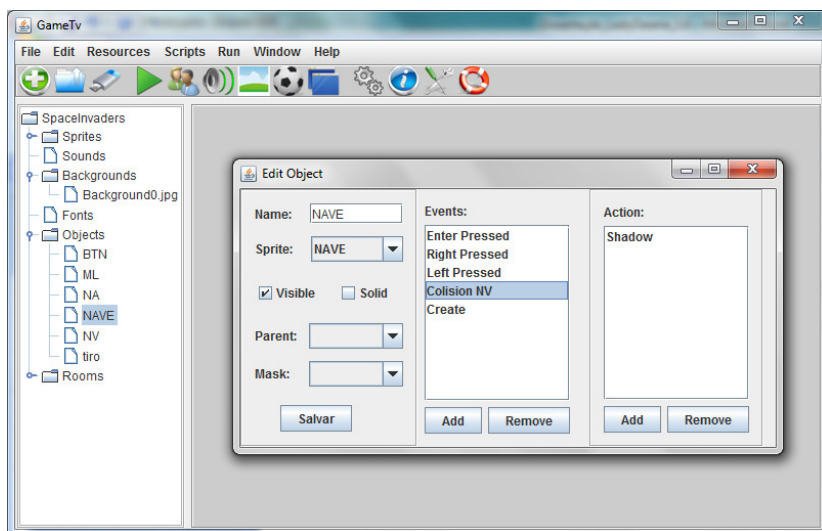 GameTv
File Edit Resources Scripts Run Window Help
SpaceInvaders
Sprites
Sounds
Backgrounds
Background0.jpg
Fonts
Objects
BTN
ML
NA
NAVE
NV
tiro
Rooms
Edit Object
Name: NAVE
Sprite: NAVE
Visible Solid
Parent:
Mask:
Salvar
Events:
Enter Pressed
Right Pressed
Left Pressed
Colision NV
Create
Add Remove
Action:
Shadow
Add Remove